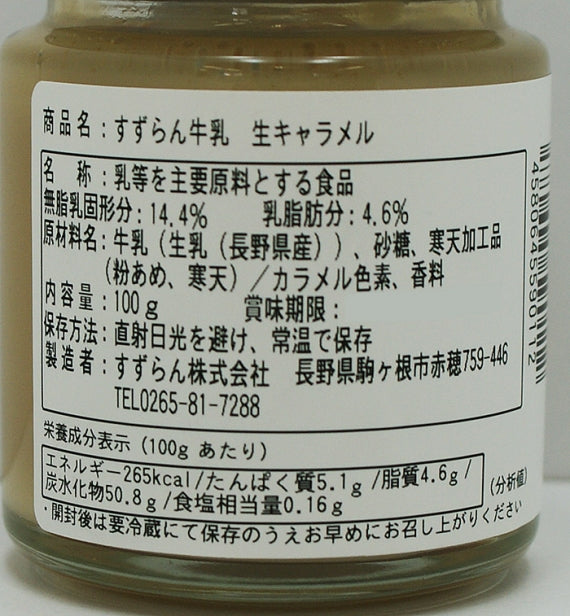 商品名：すずらん牛乳　生キャラメル
名　称：乳等を主要原料とする食品
無脂乳固形分：14.4%　　乳脂肪分：4.6%
原材料名：牛乳（生乳（長野県産））、砂糖、寒天加工品
（粉あめ、寒天）／カラメル色素、香料
内容量：100ｇ　　　賞味期限：
保存方法：直射日光を避け、常温で保存
製造者：すずらん株式会社　長野県駒ヶ根市赤穂759-446
TEL0265-81-7288
栄養成分表示（100g あたり）
エネルギー265kcal/たんぱく質5.1g /脂質4.6g/
炭水化物50.8g/食塩相当量0.16g
（分析値）
・開封後は要冷蔵にて保存のうえお早めにお召し上がりください
4580645590112